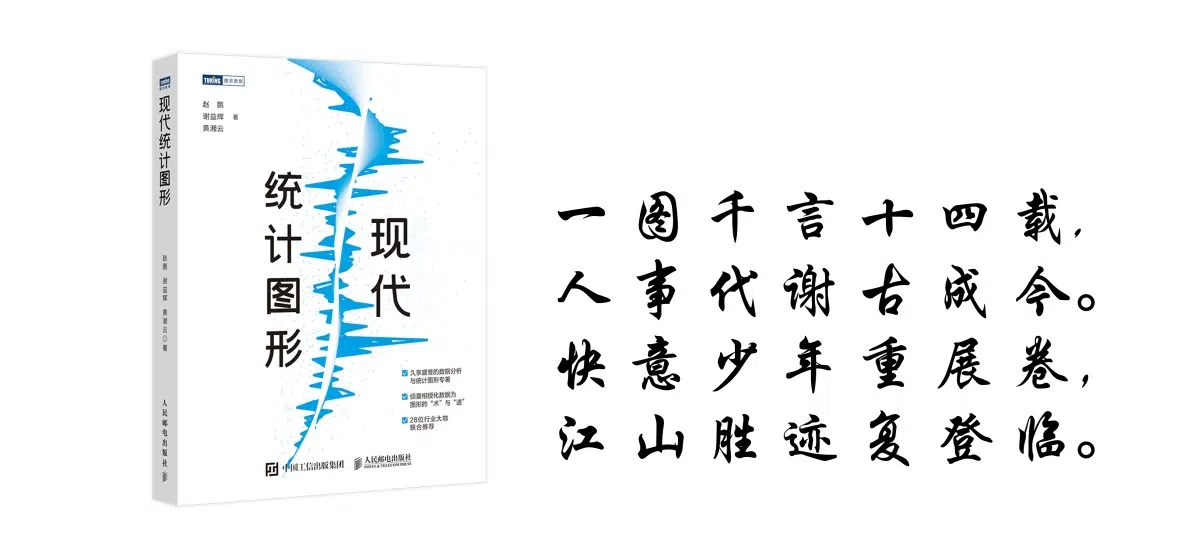 现代统计图形
赵鹏 谢益辉 黄湘云 著
人民邮电出版社
TURING 图灵原创
赵 鹏
谢益辉 著
黄湘云
统计图形
现代
久享盛誉的数据分析
与统计图形专著
倾囊相授化数据为
图形的“术”与“道”
28位行业大咖
联合推荐
中国工信出版集团
人民邮电出版社
POSTS & TELECOM PRESS
一图千言十四载，
人事代谢古成今。
快意少年重展卷，
江山胜迹复登临。